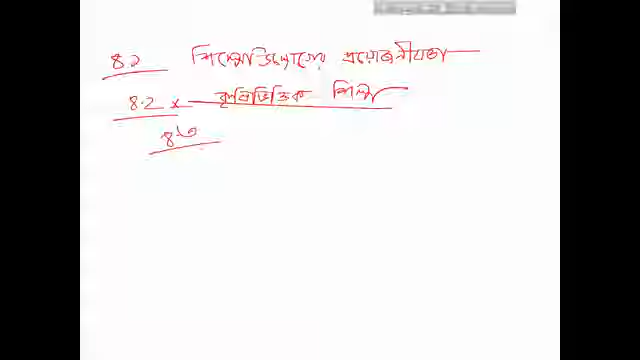 ৪.১ শিল্পোদ্যোগের প্রয়োজনীয়তা
৪.২ × কৃষিভিত্তিক শিল্প
৪.৩